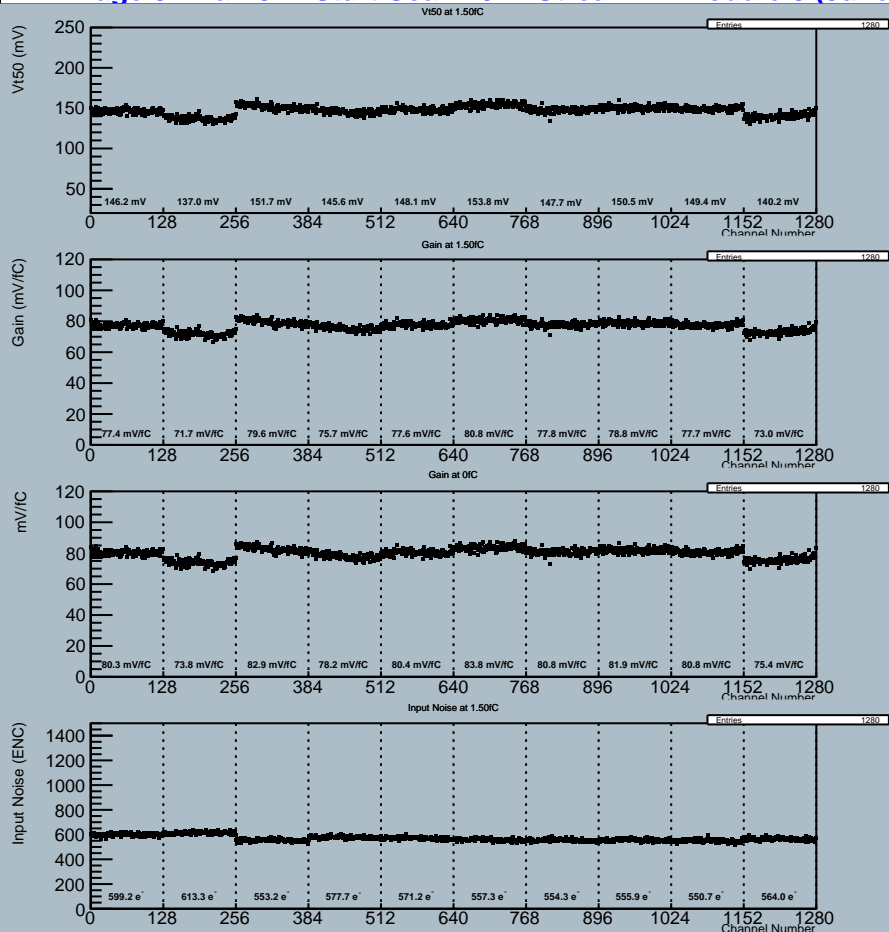 Vt50 at 1.50fC
Entries 1280
Vt50 (mV)
250
200
150
100
50
146.2 mV 137.0 mV 151.7 mV 145.6 mV 148.1 mV 153.8 mV 147.7 mV 150.5 mV 149.4 mV 140.2 mV
0 128 256 384 512 640 768 896 1024 1152 1280
Channel Number
Gain at 1.50fC
Entries 1280
Gain (mV/fC)
120
100
80
60
40
20
0
77.4 mV/fC 71.7 mV/fC 79.6 mV/fC 75.7 mV/fC 77.6 mV/fC 80.8 mV/fC 77.8 mV/fC 78.8 mV/fC 77.7 mV/fC 73.0 mV/fC
0 128 256 384 512 640 768 896 1024 1152 1280
Channel Number
Gain at 0fC
Entries 1280
mV/fC
120
100
80
60
40
20
0
80.3 mV/fC 73.8 mV/fC 82.9 mV/fC 78.2 mV/fC 80.4 mV/fC 83.8 mV/fC 80.8 mV/fC 81.9 mV/fC 80.8 mV/fC 75.4 mV/fC
0 128 256 384 512 640 768 896 1024 1152 1280
Channel Number
Input Noise at 1.50fC
Entries 1280
Input Noise (ENC)
1400
1200
1000
800
600
400
200
0
599.2 e⁻ 613.3 e⁻ 553.2 e⁻ 577.7 e⁻ 571.2 e⁻ 557.3 e⁻ 554.3 e⁻ 555.9 e⁻ 550.7 e⁻ 564.0 e⁻
0 128 256 384 512 640 768 896 1024 1152 1280
Channel Number